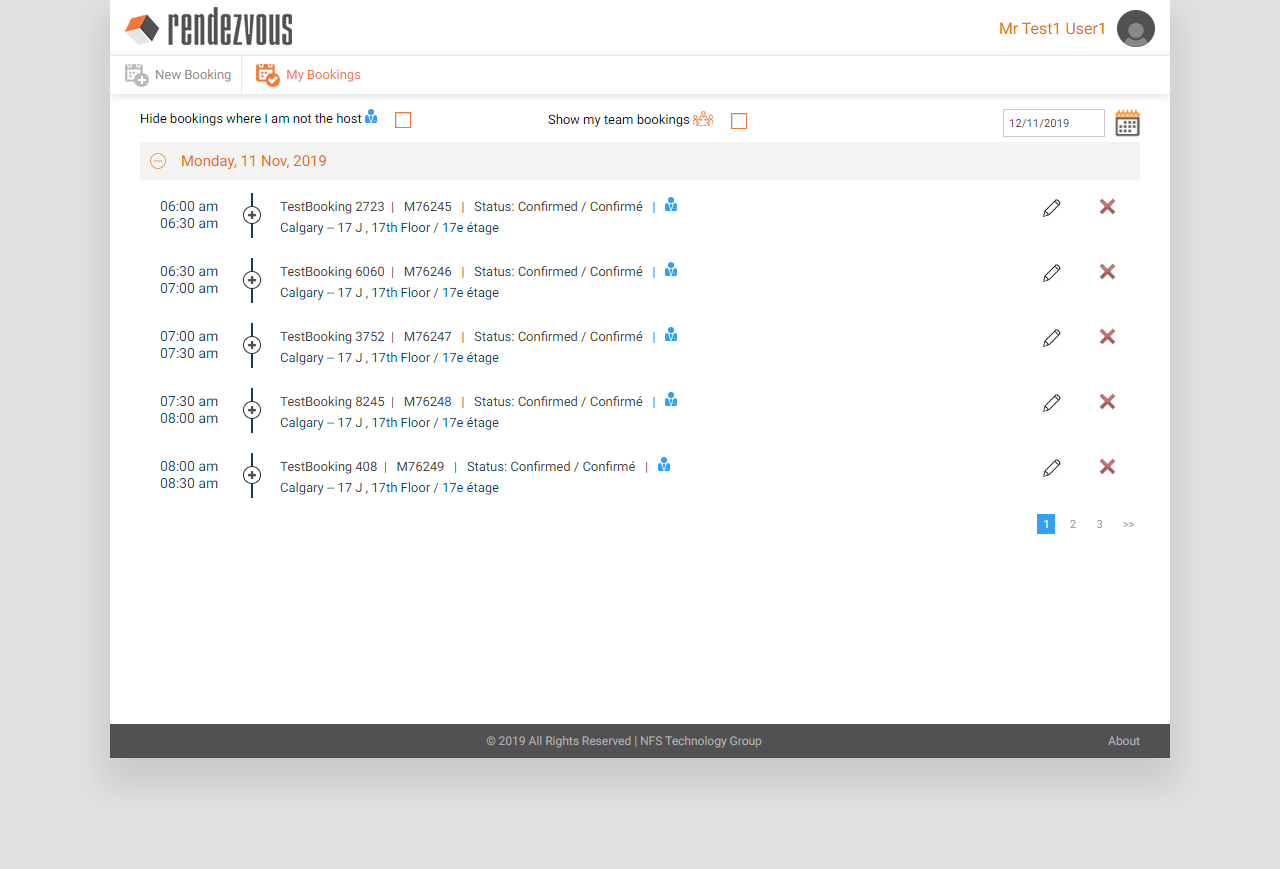 rendezvous
Mr Test1 User1
New Booking
My Bookings
Hide bookings where I am not the host
Show my team bookings
12/11/2019
Monday, 11 Nov, 2019
06:00 am
06:30 am
TestBooking 2723 | M76245 | Status: Confirmed / Confirmé |
Calgary -- 17 J , 17th Floor / 17e étage
06:30 am
07:00 am
TestBooking 6060 | M76246 | Status: Confirmed / Confirmé |
Calgary -- 17 J , 17th Floor / 17e étage
07:00 am
07:30 am
TestBooking 3752 | M76247 | Status: Confirmed / Confirmé |
Calgary -- 17 J , 17th Floor / 17e étage
07:30 am
08:00 am
TestBooking 8245 | M76248 | Status: Confirmed / Confirmé |
Calgary -- 17 J , 17th Floor / 17e étage
08:00 am
08:30 am
TestBooking 408 | M76249 | Status: Confirmed / Confirmé |
Calgary -- 17 J , 17th Floor / 17e étage
1 2 3 >>
© 2019 All Rights Reserved | NFS Technology Group
About